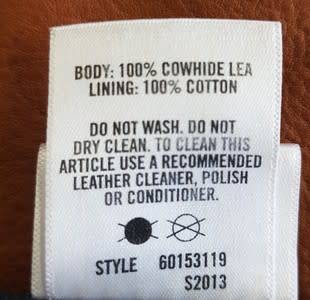 BODY: 100% COWHIDE LEA
LINING: 100% COTTON
DO NOT WASH. DO NOT
DRY CLEAN. TO CLEAN THIS
ARTICLE USE A RECOMMENDED
LEATHER CLEANER, POLISH
OR CONDITIONER.
STYLE 60153119
S2013